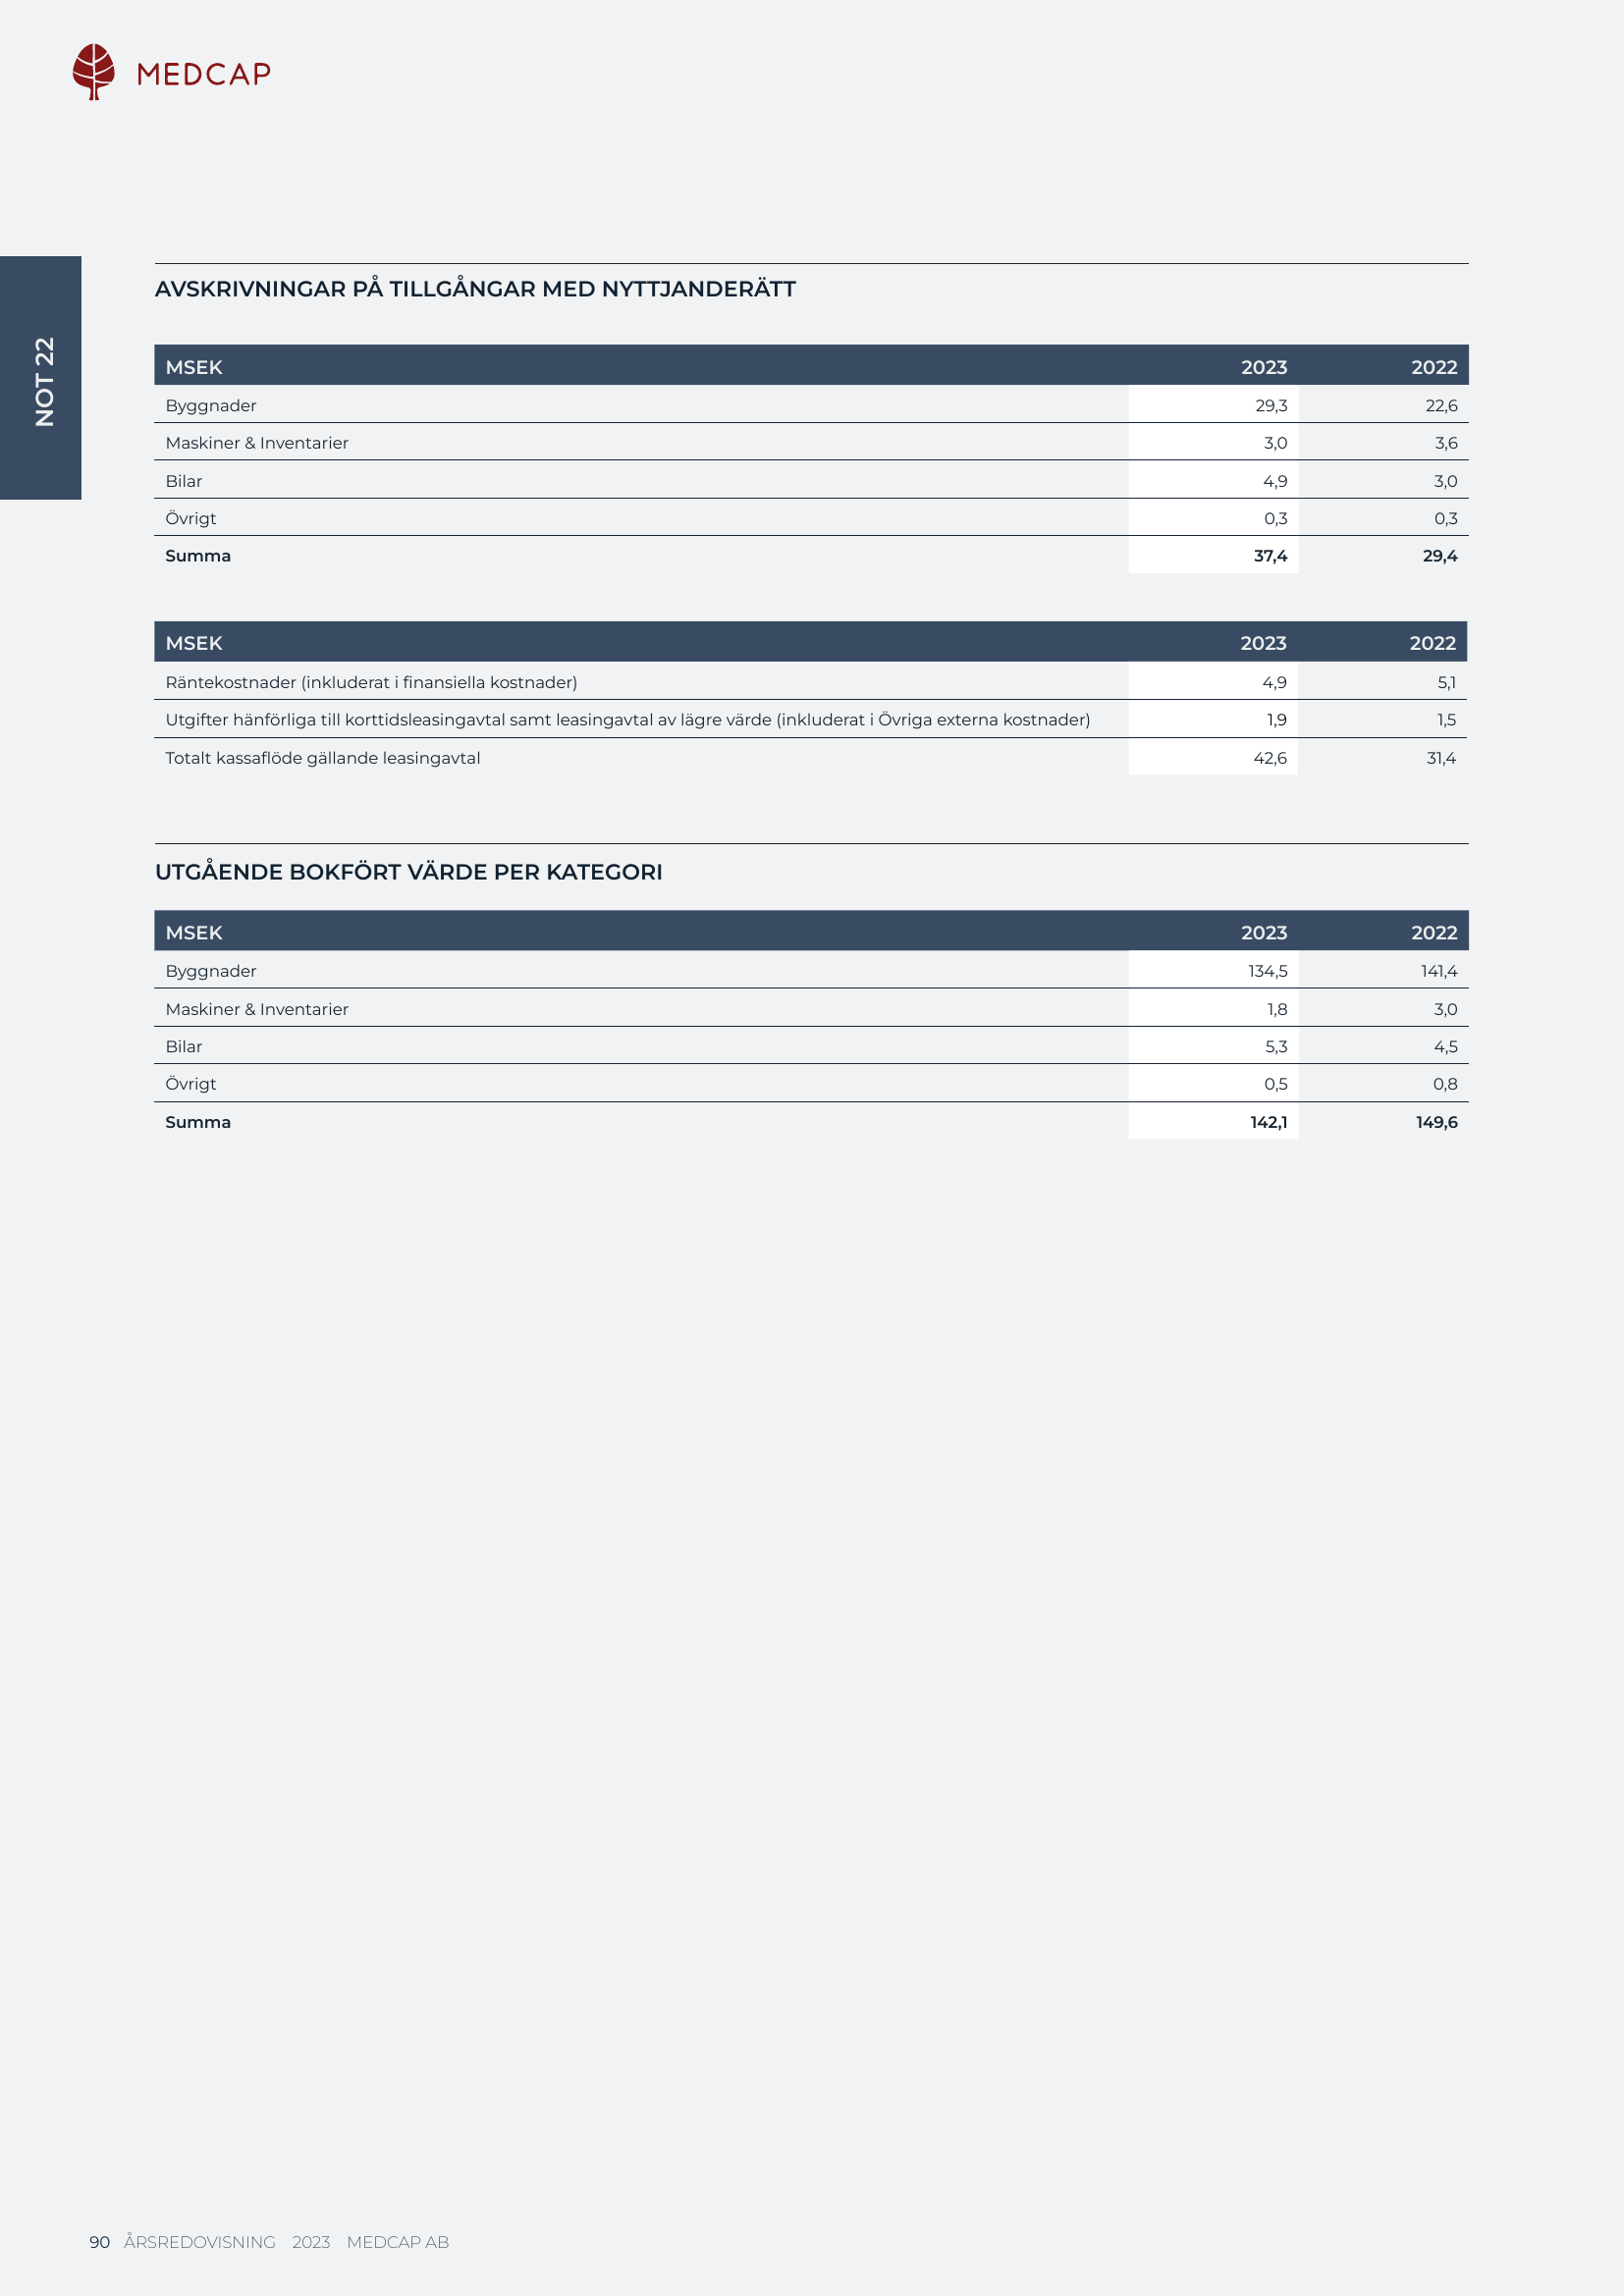 MEDCAP
NOT 22
AVSKRIVNINGAR PÅ TILLGÅNGAR MED NYTTJANDERÄTT
MSEK 2023 2022
Byggnader 29,3 22,6
Maskiner & Inventarier 3,0 3,6
Bilar 4,9 3,0
Övrigt 0,3 0,3
Summa 37,4 29,4
MSEK 2023 2022
Räntekostnader (inkluderat i finansiella kostnader) 4,9 5,1
Utgifter hänförliga till korttidsleasingavtal samt leasingavtal av lägre värde (inkluderat i Övriga externa kostnader) 1,9 1,5
Totalt kassaflöde gällande leasingavtal 42,6 31,4
UTGÅENDE BOKFÖRT VÄRDE PER KATEGORI
MSEK 2023 2022
Byggnader 134,5 141,4
Maskiner & Inventarier 1,8 3,0
Bilar 5,3 4,5
Övrigt 0,5 0,8
Summa 142,1 149,6
90 ÅRSREDOVISNING 2023 MEDCAP AB